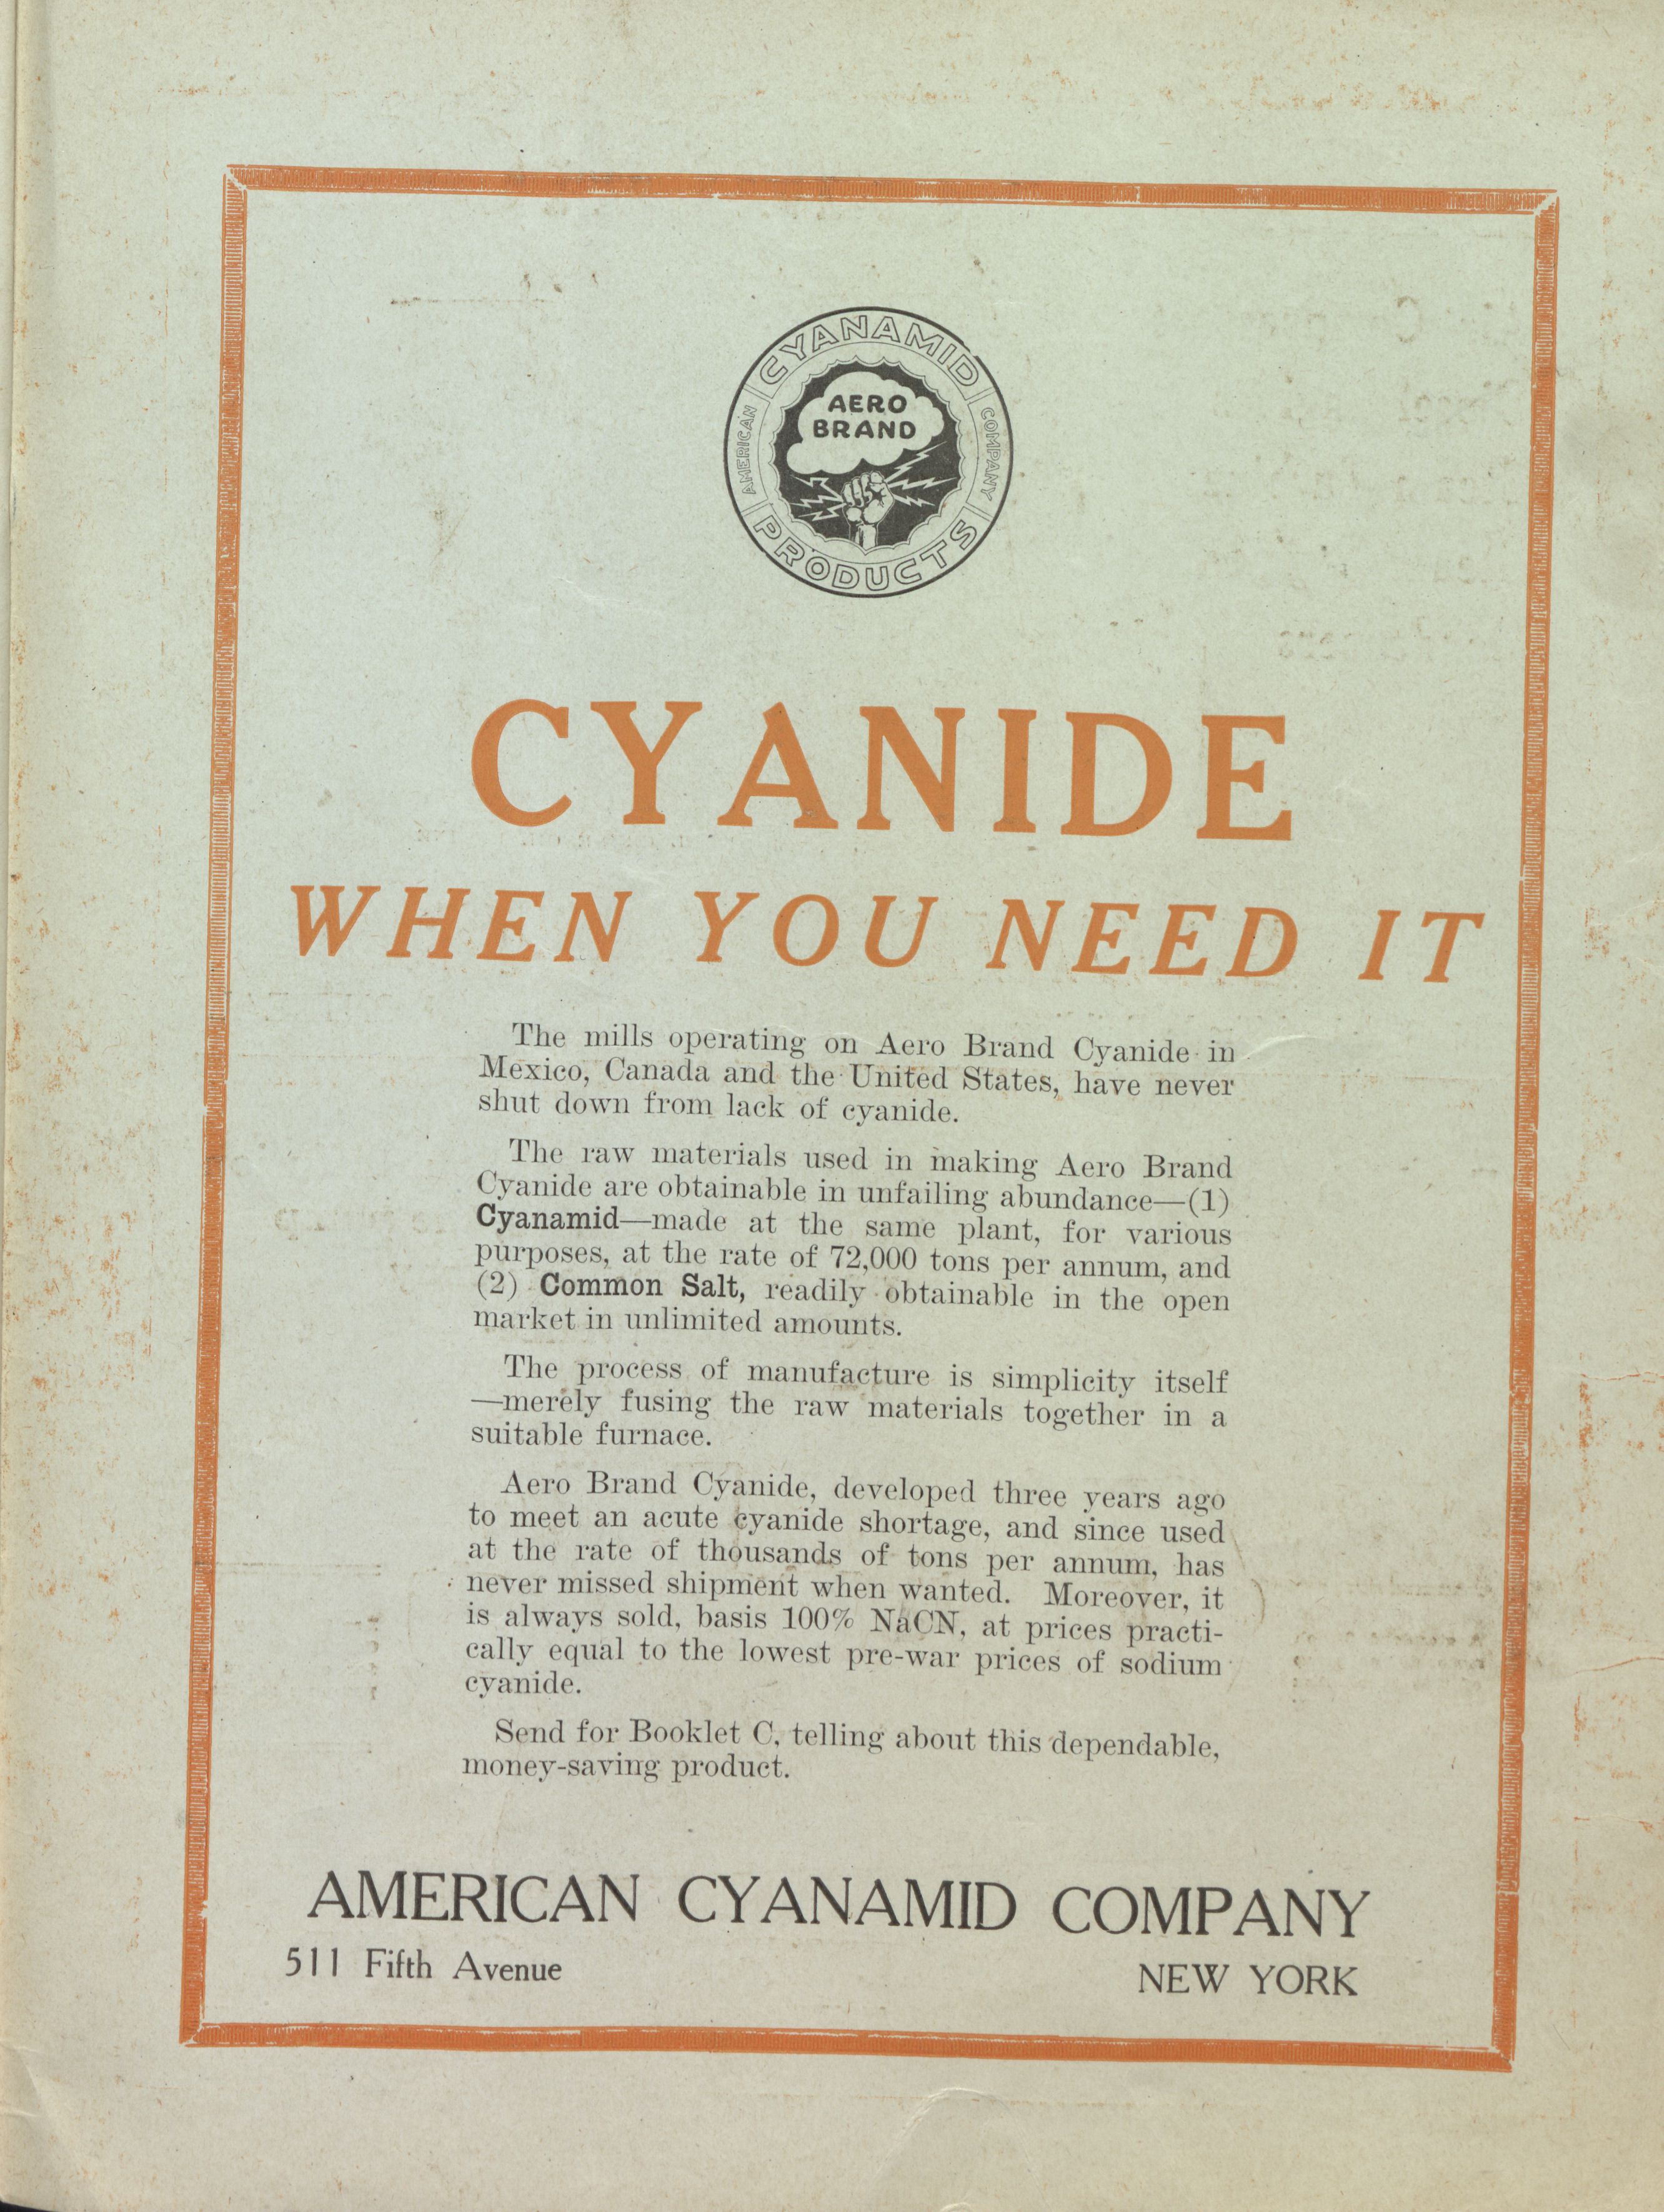 CYANAMID
AMERICAN
COMPANY
AERO
BRAND
PRODUCTS
CYANIDE
WHEN YOU NEED IT
The mills operating on Aero Brand Cyanide in
Mexico, Canada and the United States, have never
shut down from lack of cyanide.
The raw materials used in making Aero Brand
Cyanide are obtainable in unfailing abundance—(1)
Cyanamid—made at the same plant, for various
purposes, at the rate of 72,000 tons per annum, and
(2) Common Salt, readily obtainable in the open
market in unlimited amounts.
The process of manufacture is simplicity itself
—merely fusing the raw materials together in a
suitable furnace.
Aero Brand Cyanide, developed three years ago
to meet an acute cyanide shortage, and since used
at the rate of thousands of tons per annum, has
never missed shipment when wanted. Moreover, it
is always sold, basis 100% NaCN, at prices practi-
cally equal to the lowest pre-war prices of sodium
cyanide.
Send for Booklet C, telling about this dependable,
money-saving product.
AMERICAN CYANAMID COMPANY
511 Fifth Avenue NEW YORK